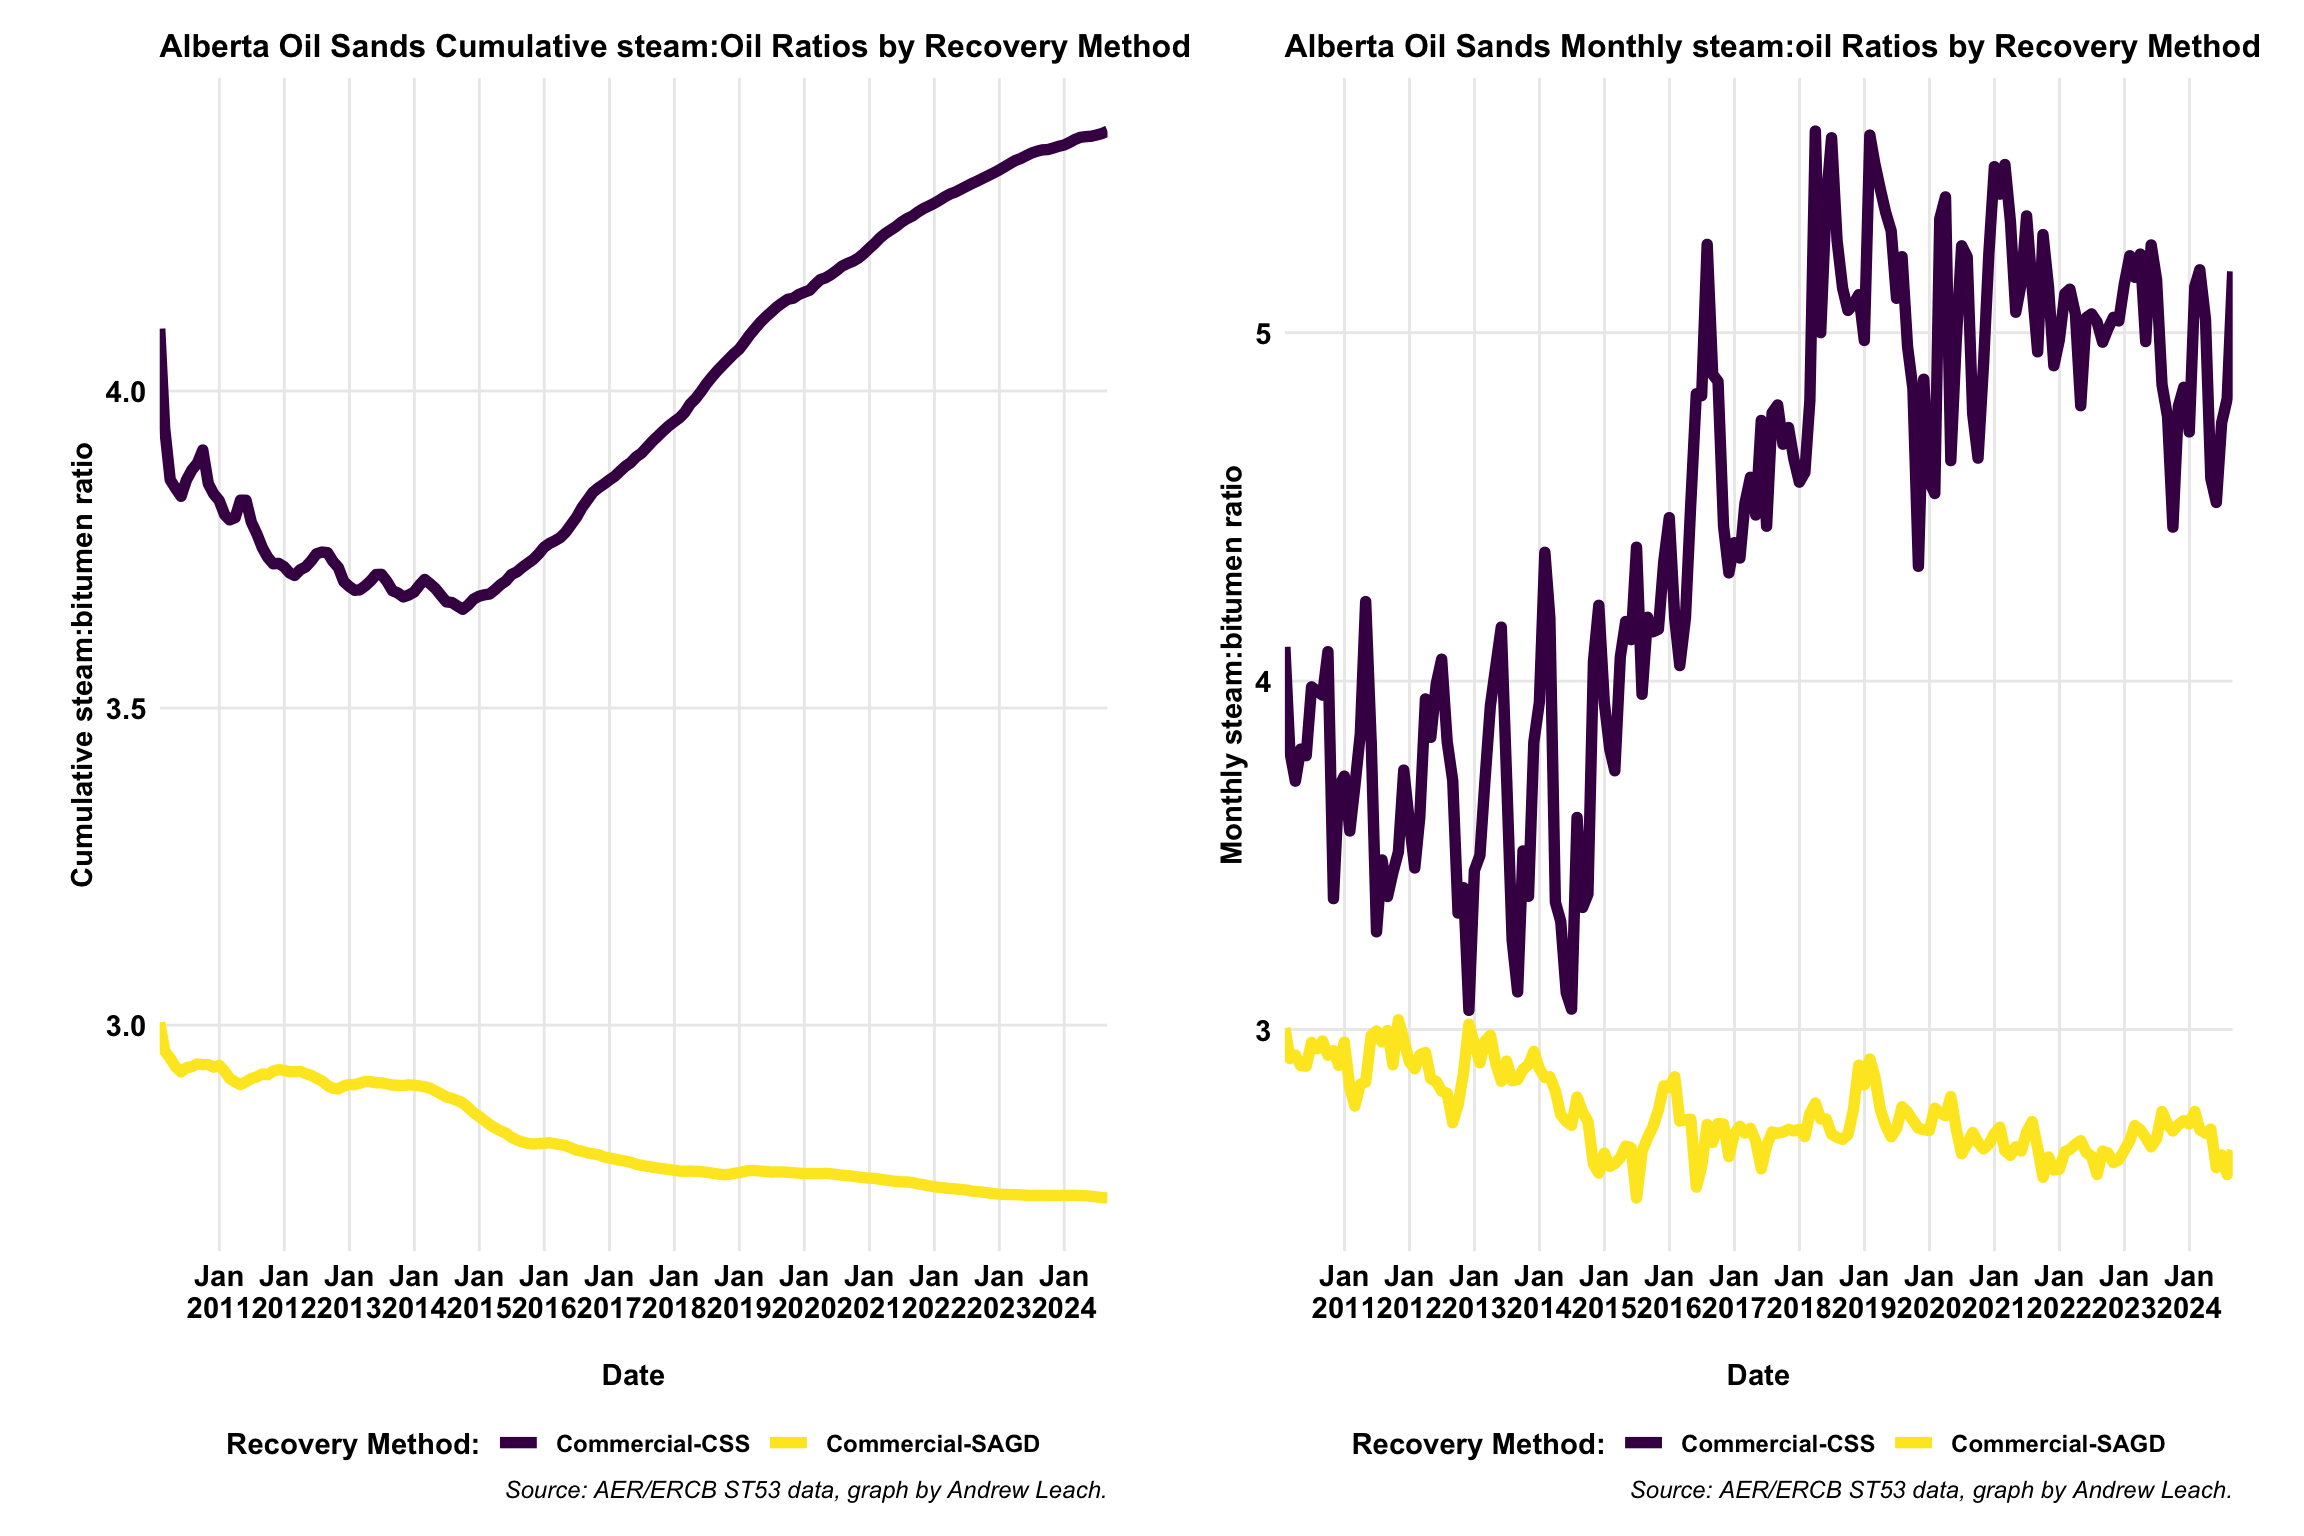 Alberta Oil Sands Cumulative steam:Oil Ratios by Recovery Method
Cumulative steam:bitumen ratio
4.0
3.5
3.0
Jan Jan Jan Jan Jan Jan Jan Jan Jan Jan Jan Jan Jan Jan
2011 2012 2013 2014 2015 2016 2017 2018 2019 2020 2021 2022 2023 2024
Date
Recovery Method: Commercial-CSS Commercial-SAGD
Source: AER/ERCB ST53 data, graph by Andrew Leach.
Alberta Oil Sands Monthly steam:oil Ratios by Recovery Method
Monthly steam:bitumen ratio
5
4
3
Jan Jan Jan Jan Jan Jan Jan Jan Jan Jan Jan Jan Jan Jan
2011 2012 2013 2014 2015 2016 2017 2018 2019 2020 2021 2022 2023 2024
Date
Recovery Method: Commercial-CSS Commercial-SAGD
Source: AER/ERCB ST53 data, graph by Andrew Leach.